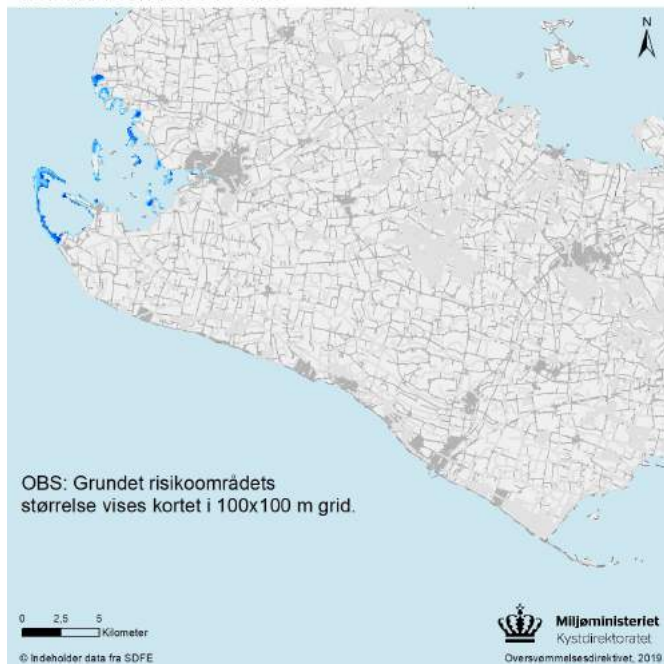 N
OBS: Grundet risikoområdets
størrelse vises kortet i 100x100 m grid.
0 2,5 5
Kilometer
© Indeholder data fra SDFE
Miljøministeriet
Kystdirektoratet
Oversvømmelsesdirektivet, 2019